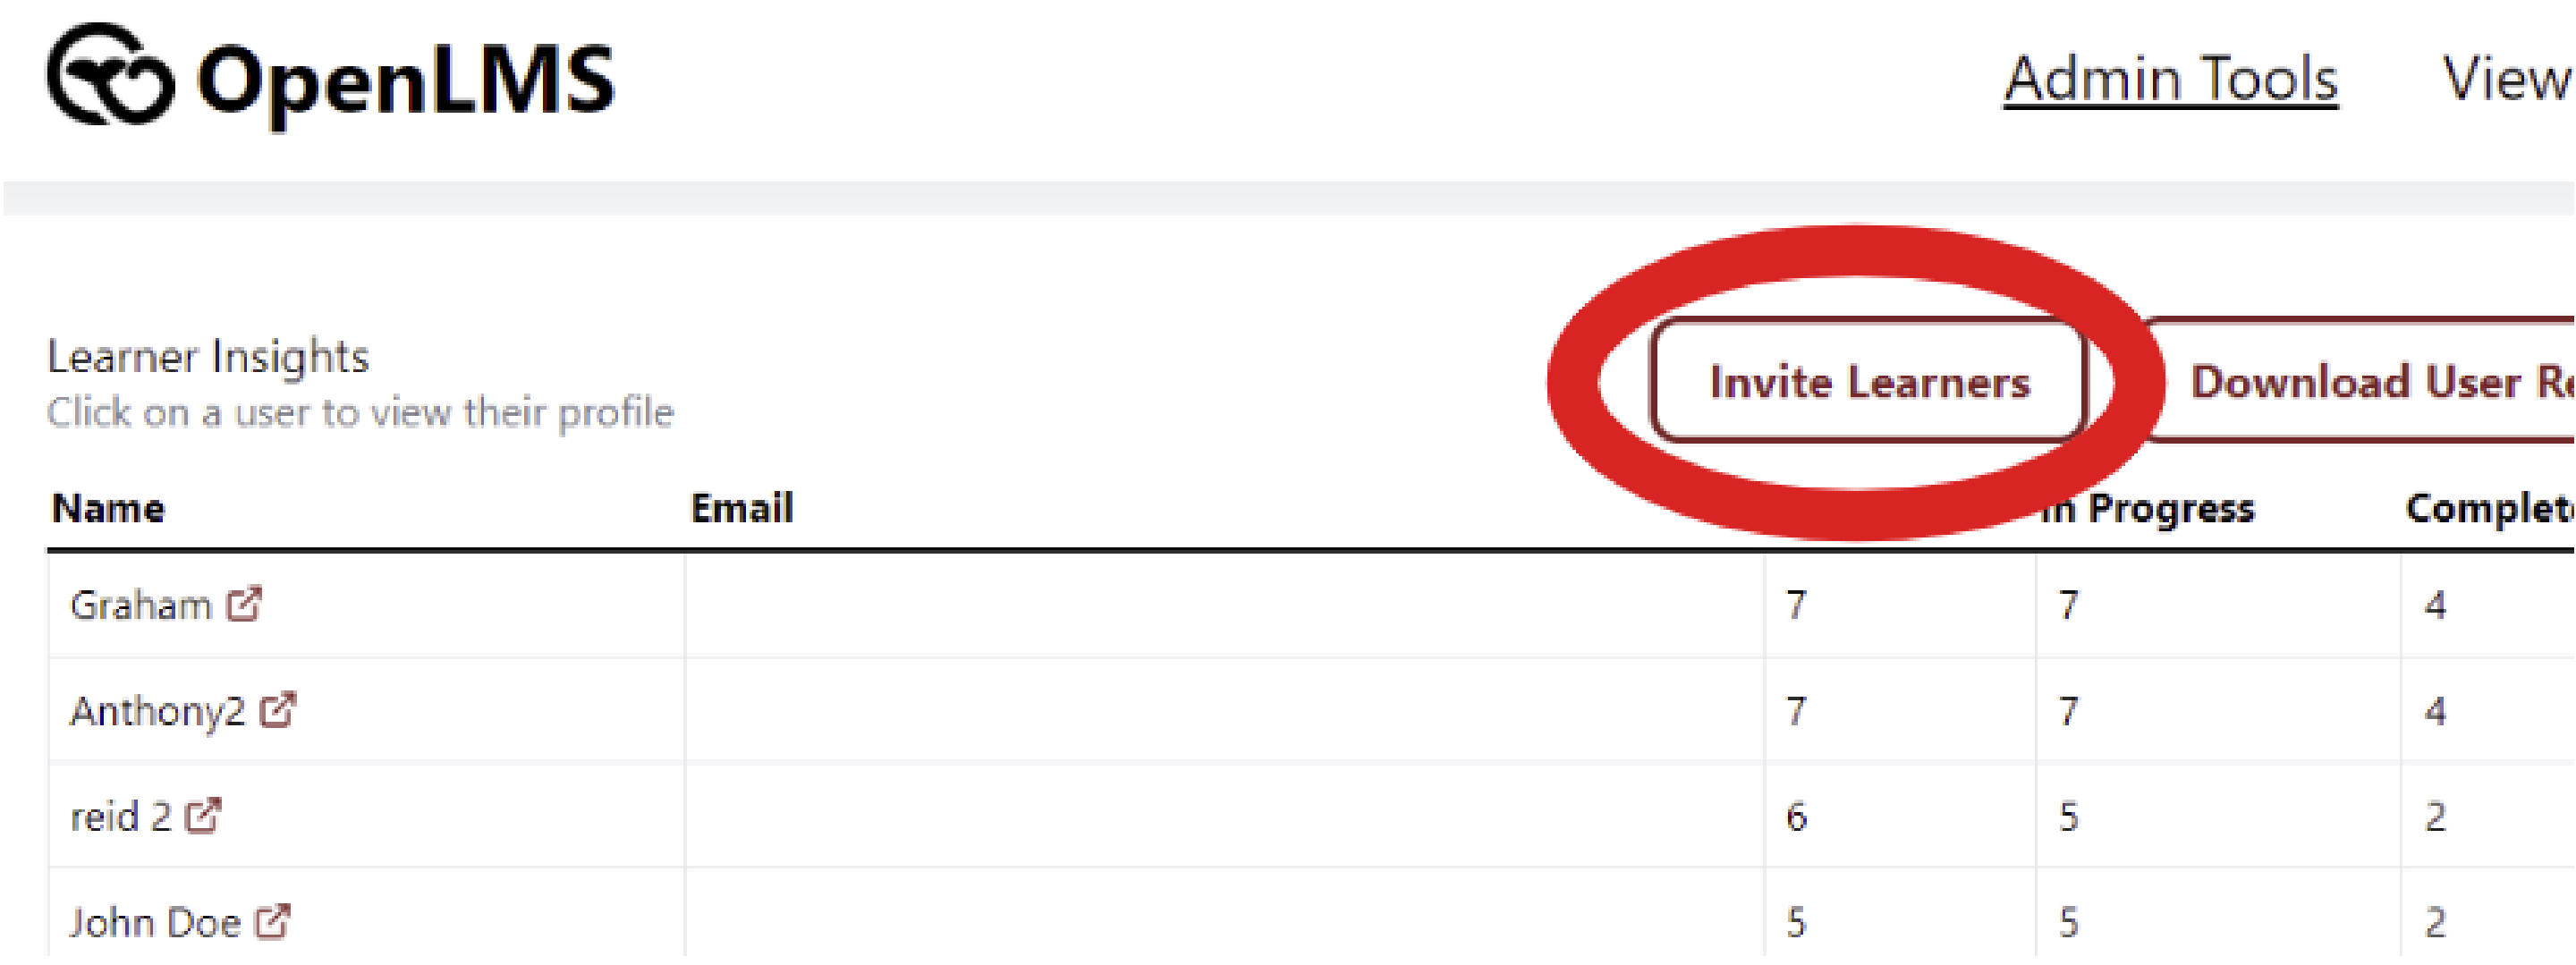 OpenLMS
Admin Tools View
Learner Insights
Click on a user to view their profile
Invite Learners
Download User Re
Name Email In Progress Complete
Graham 7 7 4
Anthony2 7 7 4
reid 2 6 5 2
John Doe 5 5 2